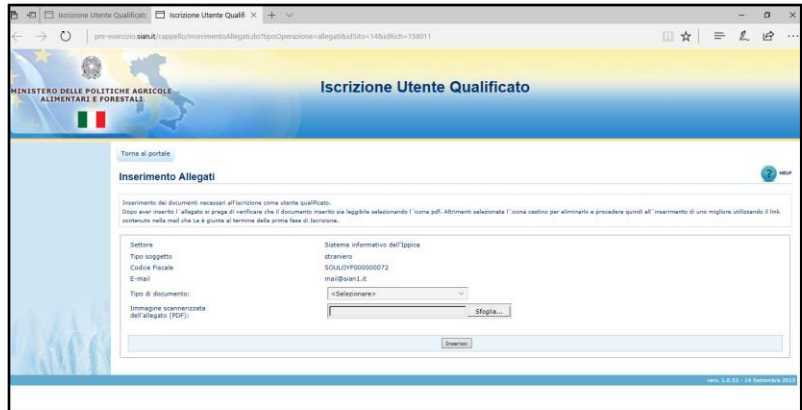 Iscrizione Utente Qualificato
Iscrizione Utente Qualifi
pre-esercizio.sian.it/cappello/inserimentoAllegati.do?tipoOperazione=allegati&idSito=14&idRich=158011
MINISTERO DELLE POLITICHE AGRICOLE
ALIMENTARI E FORESTALI
Iscrizione Utente Qualificato
Torna al portale
Inserimento Allegati
HELP
Inserimento dei documenti necessari all'iscrizione come utente qualificato.
Dopo aver inserito l'allegato si prega di verificare che il documento inserito sia leggibile selezionando l'icona pdf. Altrimenti selezionate l'icona cestino per eliminarlo e procedere quindi all'inserimento di uno migliore utilizzando il link
contenuto nella mail che Le è giunta al termine della prima fase di Iscrizione.
Settore Sistema informativo dell'Ippica
Tipo soggetto straniero
Codice Fiscale SOULOYF000000072
E-mail mail@sian1.it
Tipo di documento: <Selezionare>
Immagine scannerizzata
dell'allegato (PDF): Sfoglia...
Inserisci
vers. 1.0.53 - 14 Settembre 2015